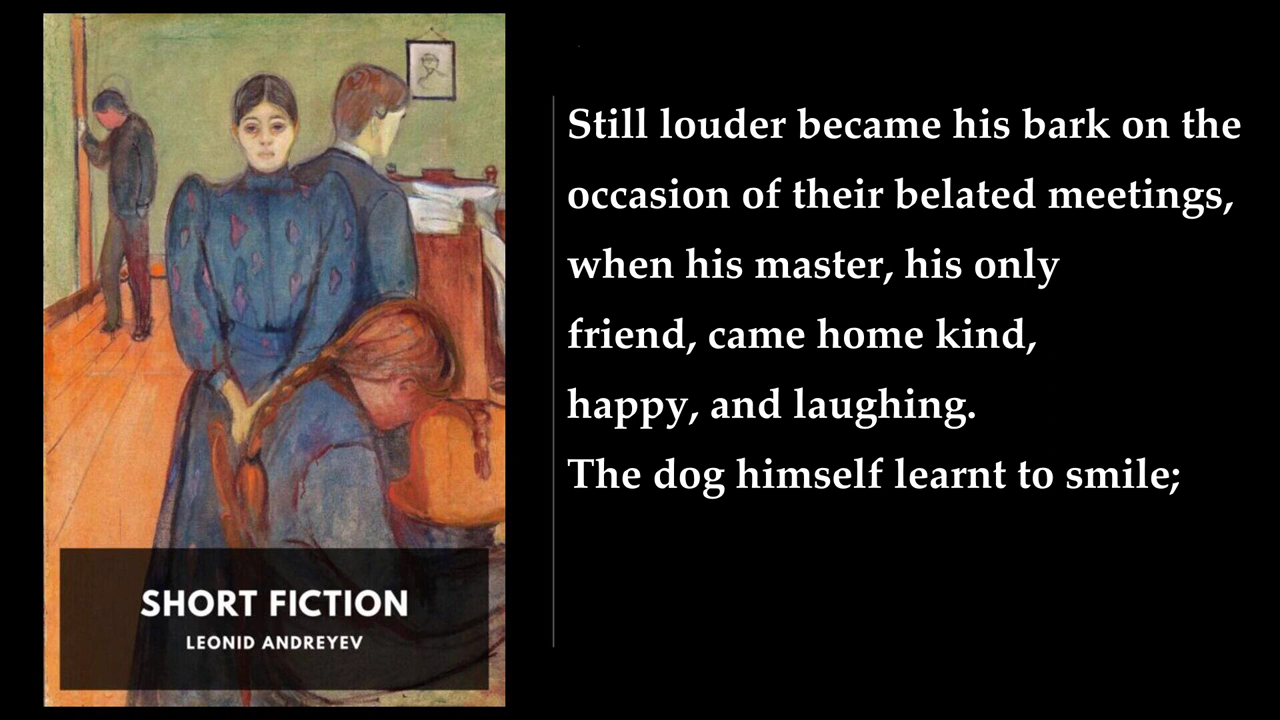 Still louder became his bark on the
occasion of their belated meetings,
when his master, his only
friend, came home kind,
happy, and laughing.
The dog himself learnt to smile;
SHORT FICTION
LEONID ANDREYEV